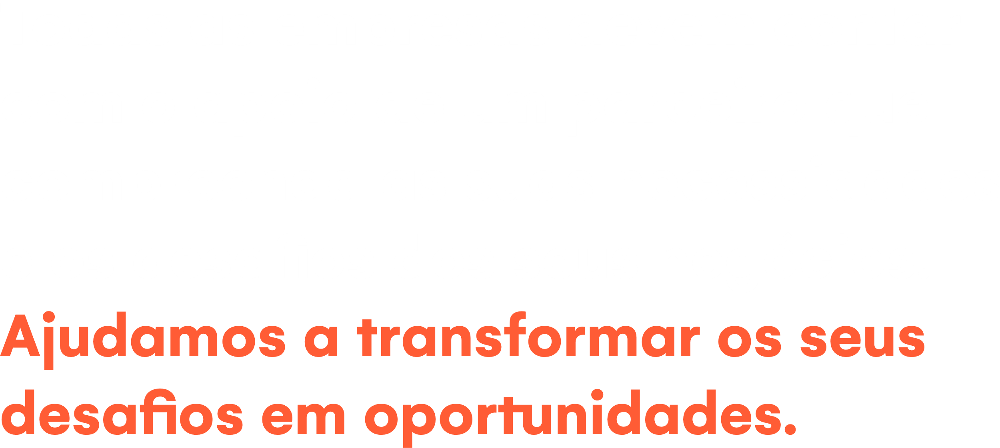 Ajudamos a transformar os seus
desafios em oportunidades.